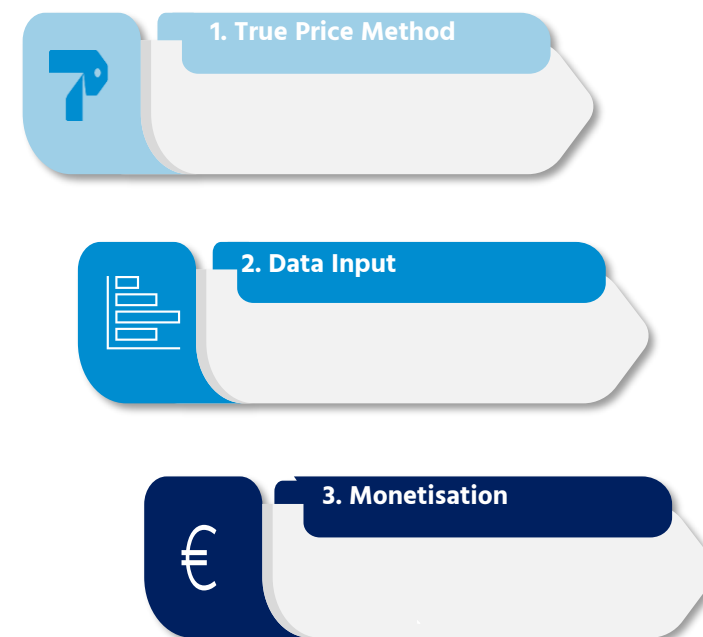 1. True Price Method
2. Data Input
3. Monetisation
€